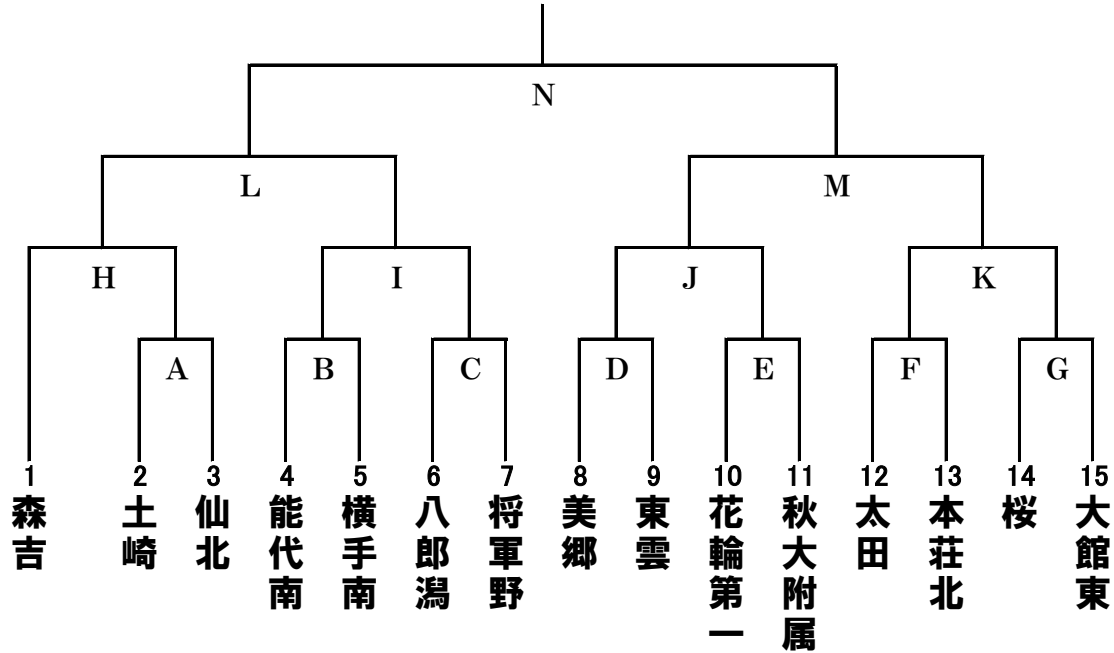 N
L
M
H
I
J
K
A
B
C
D
E
F
G
1
2
3
4
5
6
7
8
9
10
11
12
13
14
15
森吉
土崎
仙北
能代南
横手南
八郎潟
将軍野
美郷
東雲
花輪第一
秋大附属
太田
本荘北
桜
大館東